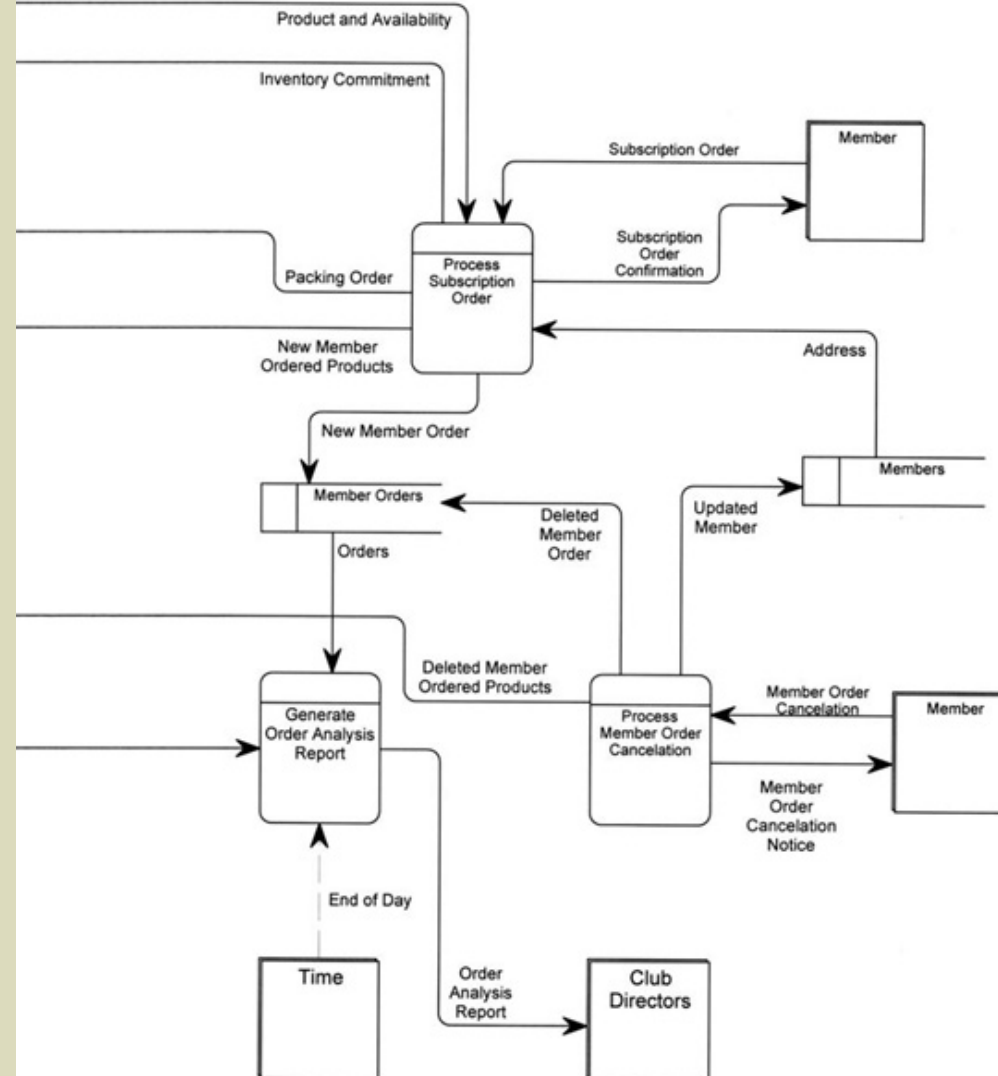 Product and Availability
Inventory Commitment
Member
Subscription Order
Subscription
Order
Confirmation
Process
Subscription
Order
Packing Order
New Member
Ordered Products
Address
New Member Order
Members
Member Orders
Updated
Member
Deleted
Member
Order
Orders
Deleted Member
Ordered Products
Member Order
Cancelation
Member
Generate
Order Analysis
Report
Process
Member Order
Cancelation
Member
Order
Cancelation
Notice
End of Day
Time
Order
Analysis
Report
Club
Directors